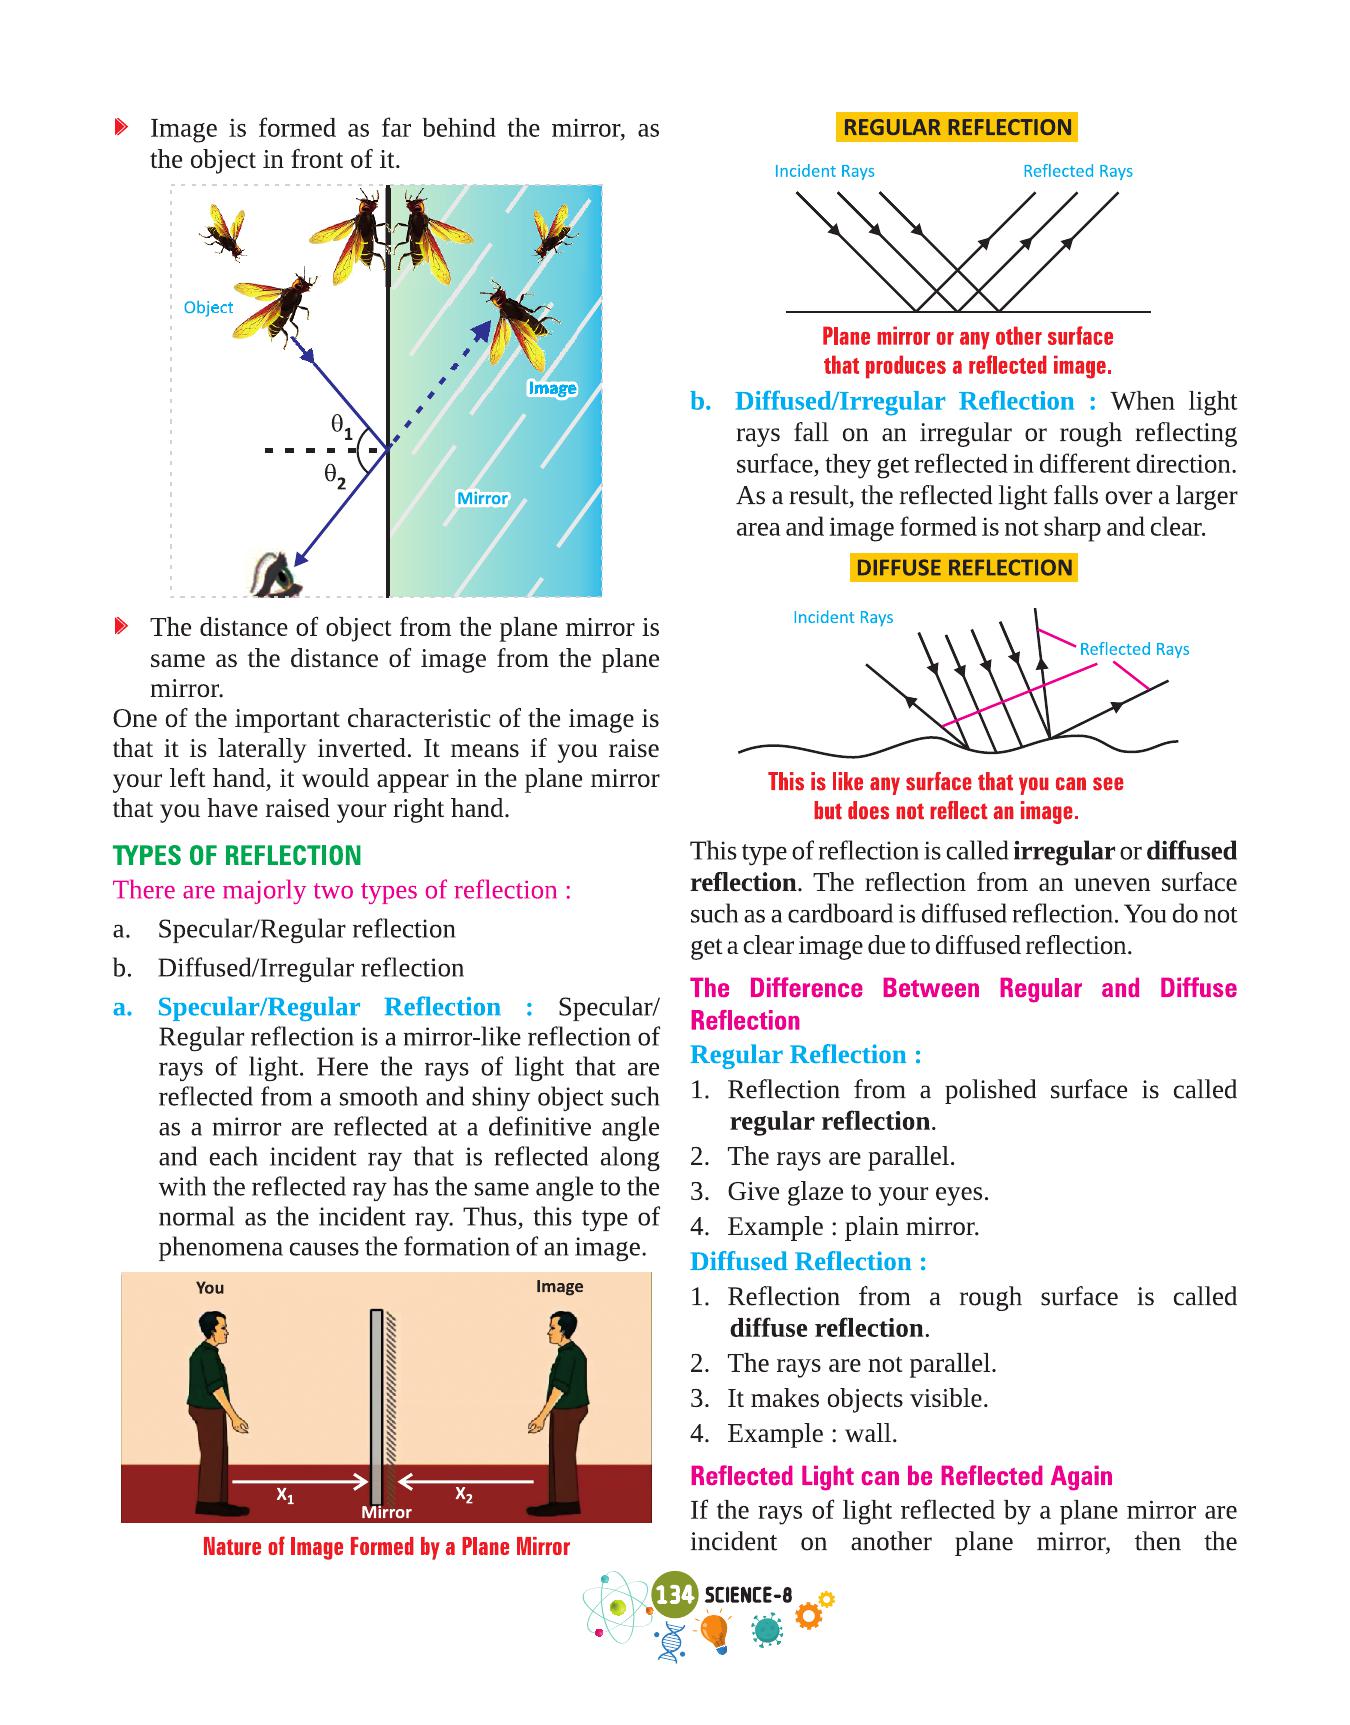 Image is formed as far behind the mirror, as
the object in front of it.
Object
Image
θ1
θ2
Mirror
The distance of object from the plane mirror is
same as the distance of image from the plane
mirror.
One of the important characteristic of the image is
that it is laterally inverted. It means if you raise
your left hand, it would appear in the plane mirror
that you have raised your right hand.
TYPES OF REFLECTION
There are majorly two types of reflection :
a. Specular/Regular reflection
b. Diffused/Irregular reflection
a. Specular/Regular Reflection : Specular/
Regular reflection is a mirror-like reflection of
rays of light. Here the rays of light that are
reflected from a smooth and shiny object such
as a mirror are reflected at a definitive angle
and each incident ray that is reflected along
with the reflected ray has the same angle to the
normal as the incident ray. Thus, this type of
phenomena causes the formation of an image.
You
Image
X1
X2
Mirror
Nature of Image Formed by a Plane Mirror
REGULAR REFLECTION
Incident Rays
Reflected Rays
Plane mirror or any other surface
that produces a reflected image.
b. Diffused/Irregular Reflection : When light
rays fall on an irregular or rough reflecting
surface, they get reflected in different direction.
As a result, the reflected light falls over a larger
area and image formed is not sharp and clear.
DIFFUSE REFLECTION
Incident Rays
Reflected Rays
This is like any surface that you can see
but does not reflect an image.
This type of reflection is called irregular or diffused
reflection. The reflection from an uneven surface
such as a cardboard is diffused reflection. You do not
get a clear image due to diffused reflection.
The Difference Between Regular and Diffuse
Reflection
Regular Reflection :
1. Reflection from a polished surface is called
regular reflection.
2. The rays are parallel.
3. Give glaze to your eyes.
4. Example : plain mirror.
Diffused Reflection :
1. Reflection from a rough surface is called
diffuse reflection.
2. The rays are not parallel.
3. It makes objects visible.
4. Example : wall.
Reflected Light can be Reflected Again
If the rays of light reflected by a plane mirror are
incident on another plane mirror, then the
134 SCIENCE-8